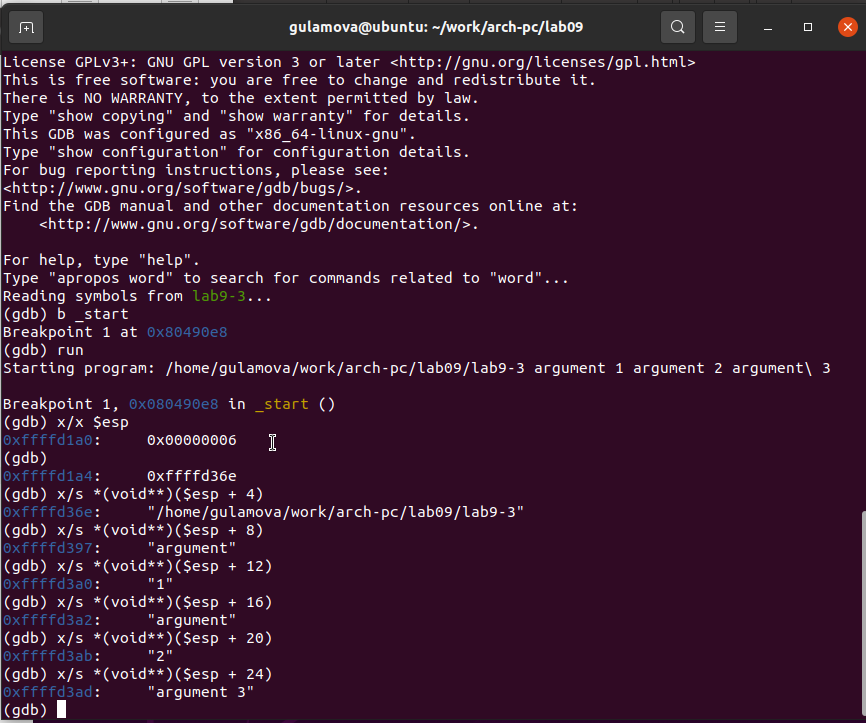 gulamova@ubuntu: ~/work/arch-pc/lab09
License GPLv3+: GNU GPL version 3 or later <http://gnu.org/licenses/gpl.html>
This is free software: you are free to change and redistribute it.
There is NO WARRANTY, to the extent permitted by law.
Type "show copying" and "show warranty" for details.
This GDB was configured as "x86_64-linux-gnu".
Type "show configuration" for configuration details.
For bug reporting instructions, please see:
<http://www.gnu.org/software/gdb/bugs/>.
Find the GDB manual and other documentation resources online at:
    <http://www.gnu.org/software/gdb/documentation/>.

For help, type "help".
Type "apropos word" to search for commands related to "word"...
Reading symbols from lab9-3...
(gdb) b _start
Breakpoint 1 at 0x80490e8
(gdb) run
Starting program: /home/gulamova/work/arch-pc/lab09/lab9-3 argument 1 argument 2 argument\ 3

Breakpoint 1, 0x080490e8 in _start ()
(gdb) x/x $esp
0xffffd1a0:     0x00000006
(gdb)
0xffffd1a4:     0xffffd36e
(gdb) x/s *(void**)($esp + 4)
0xffffd36e:     "/home/gulamova/work/arch-pc/lab09/lab9-3"
(gdb) x/s *(void**)($esp + 8)
0xffffd397:     "argument"
(gdb) x/s *(void**)($esp + 12)
0xffffd3a0:     "1"
(gdb) x/s *(void**)($esp + 16)
0xffffd3a2:     "argument"
(gdb) x/s *(void**)($esp + 20)
0xffffd3ab:     "2"
(gdb) x/s *(void**)($esp + 24)
0xffffd3ad:     "argument 3"
(gdb)